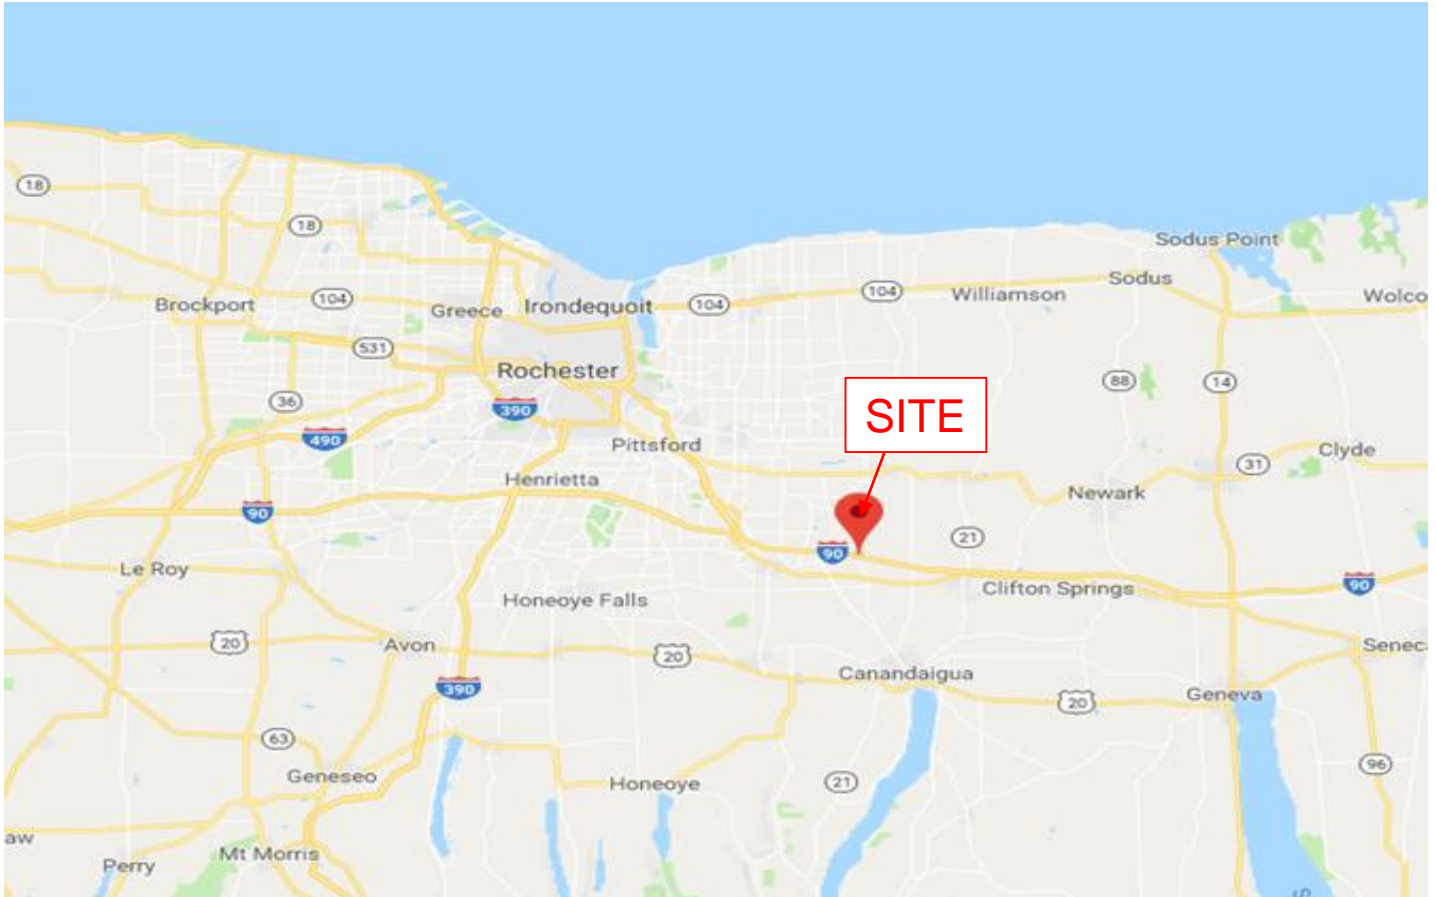 18
18
Sodus Point
Sodus
Brockport
104
Greece
Irondequoit
104
104
Williamson
Wolco
531
Rochester
36
390
88
14
SITE
490
Pittsford
Clyde
31
Henrietta
Newark
90
21
90
Le Roy
Clifton Springs
90
Honeoye Falls
20
Avon
20
Senec
Canandaigua
390
20
Geneva
63
Geneseo
Honeoye
21
96
aw
Perry
Mt Morris